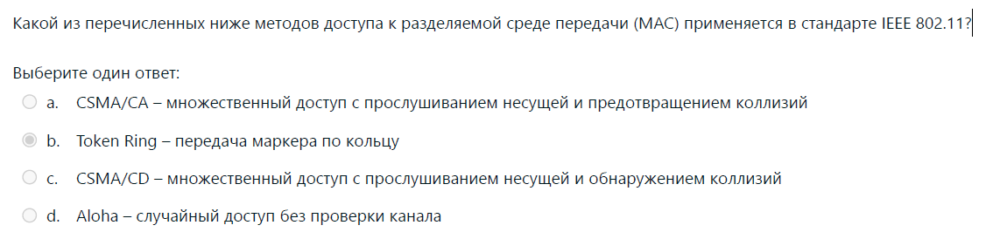 Какой из перечисленных ниже методов доступа к разделяемой среде передачи (MAC) применяется в стандарте IEEE 802.11?
Выберите один ответ:
a. CSMA/CA – множественный доступ с прослушиванием несущей и предотвращением коллизий
b. Token Ring – передача маркера по кольцу
c. CSMA/CD – множественный доступ с прослушиванием несущей и обнаружением коллизий
d. Aloha – случайный доступ без проверки канала